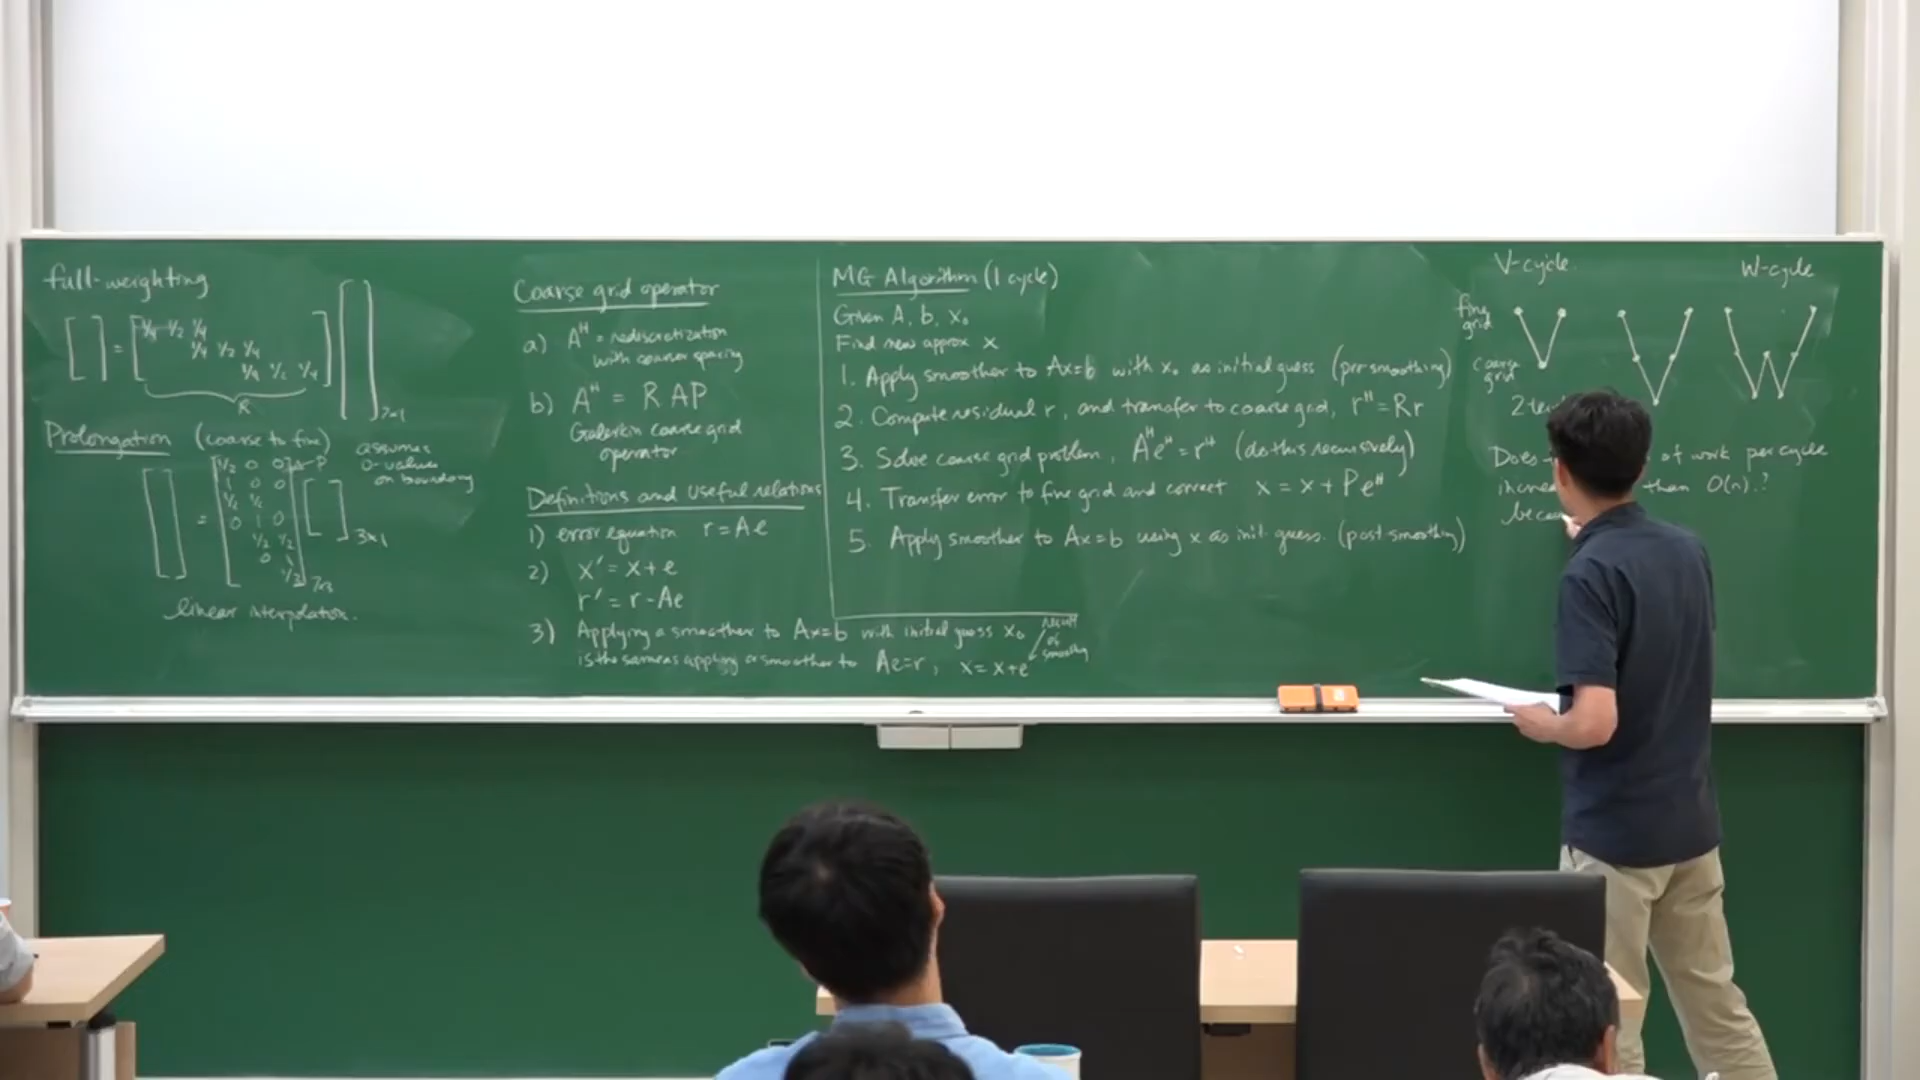 full-weighting
[ ] = [ 1/4 1/2 1/4
1/4 1/2 1/4
1/4 1/2 1/4 ]
R
7×1
Prolongation (coarse to fine)
assumes
0-values
on boundary
1/2 0 0 ← P
1 0 0
1/2 1/2
= 0 1 0
1/2 1/2
0 1
1/2
7×3
3×1
linear interpolation.
Coarse grid operator
a) A^H = rediscretization
with coarser spacing
b) A^H = R A P
Galerkin coarse grid
operator
Definitions and useful relations
1) error equation r = Ae
2) x' = x + e
r' = r - Ae
3) Applying a smoother to Ax=b with initial guess x₀
is the same as applying a smoother to Ae=r, x = x+e
result
of
smoothing
MG Algorithm (1 cycle)
Given A, b, x₀
Find new approx x
1. Apply smoother to Ax=b with x₀ as initial guess (pre smoothing)
2. Compute residual r, and transfer to coarse grid, r^H = Rr
3. Solve coarse grid problem, A^H e^H = r^H (do this recursively)
4. Transfer error to fine grid and correct x = x + P e^H
5. Apply smoother to Ax=b using x as init. guess. (post smoothing)
V-cycle W-cycle
fine
grid
coarse
grid
Does of work per cycle
than O(n)?